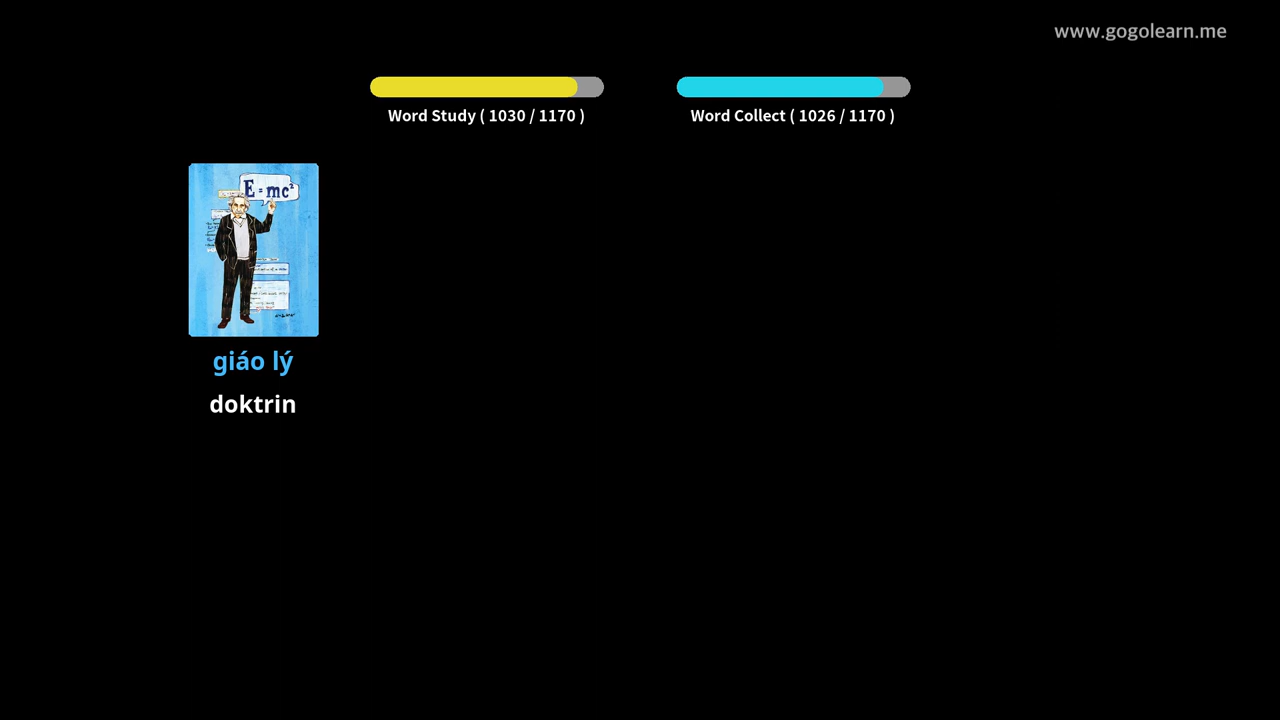 www.gogolearn.me
Word Study ( 1030 / 1170 )
Word Collect ( 1026 / 1170 )
E = mc²
giáo lý
doktrin